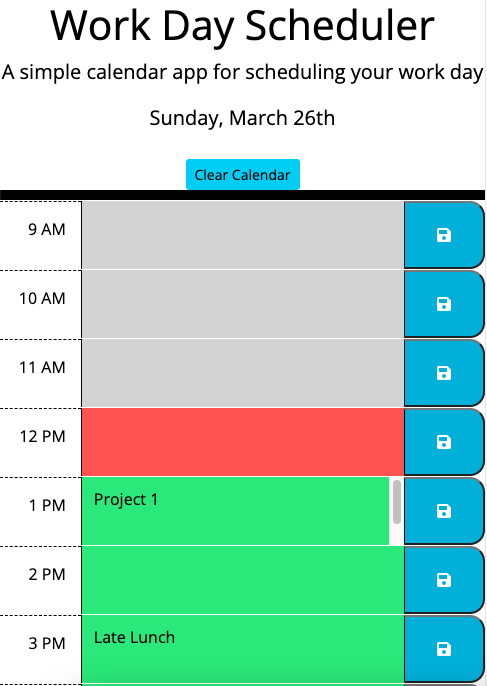 Work Day Scheduler
A simple calendar app for scheduling your work day
Sunday, March 26th
Clear Calendar
9 AM
10 AM
11 AM
12 PM
1 PM Project 1
2 PM
3 PM Late Lunch